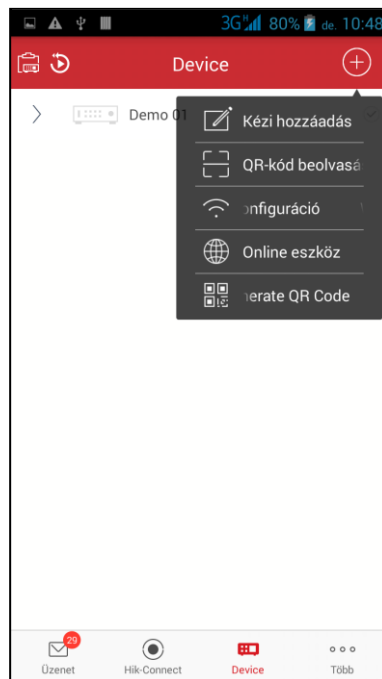 3G 80% de. 10:48
Device
Demo 01
Kézi hozzáadás
QR-kód beolvasá
onfiguráció
Online eszköz
nerate QR Code
29
Üzenet
Hik-Connect
Device
Több